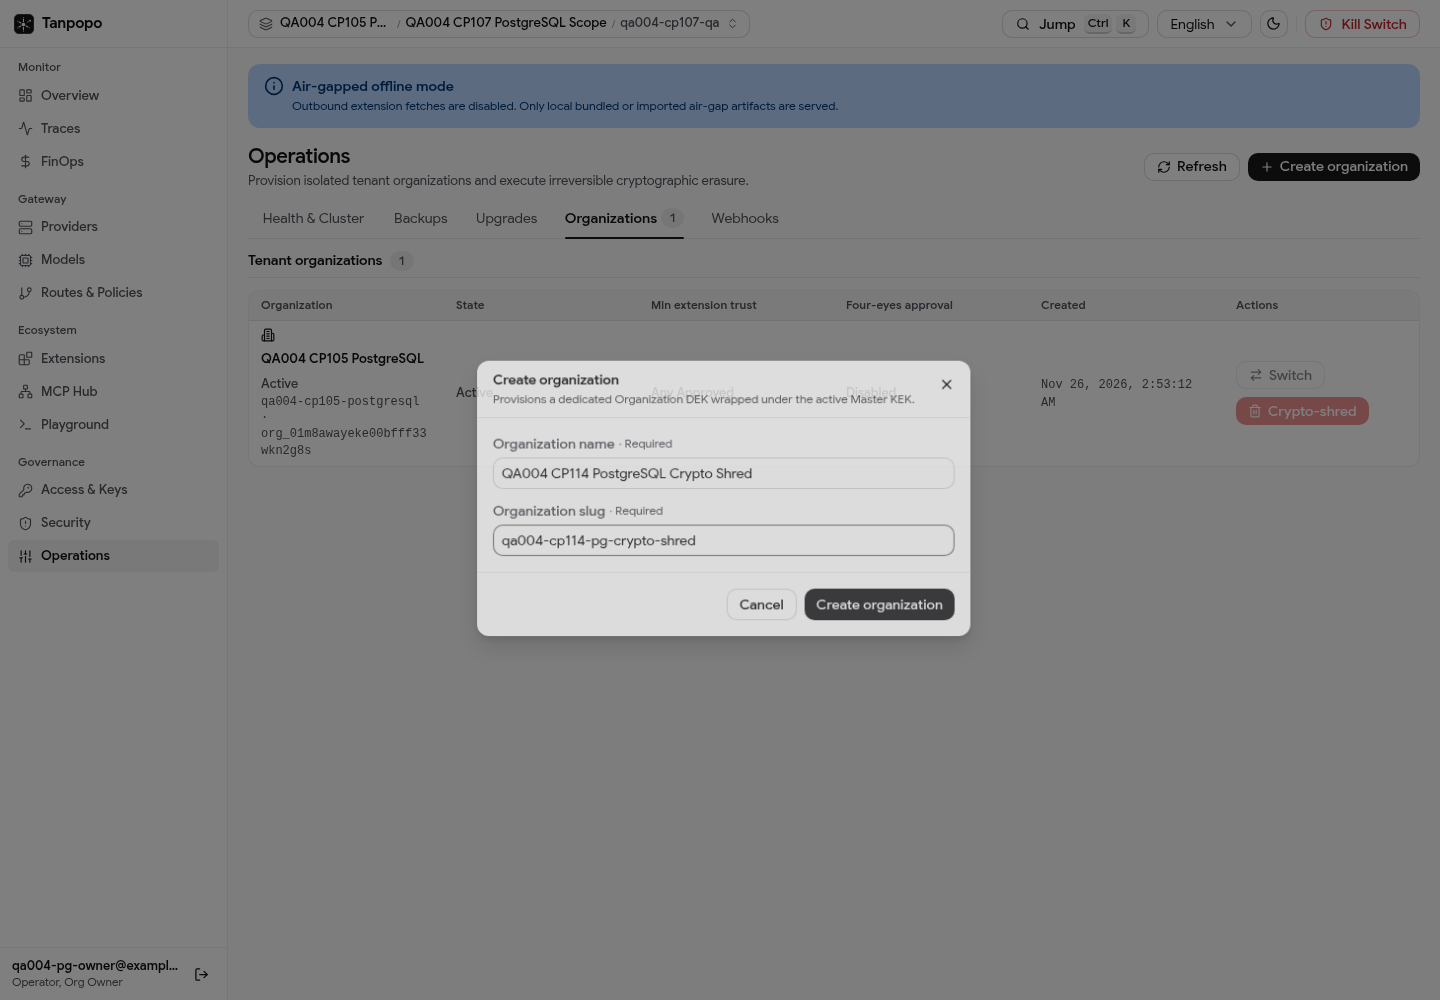 Tanpopo
QA004 CP105 P... / QA004 CP107 PostgreSQL Scope / qa004-cp107-qa
Jump Ctrl K
English
Kill Switch
Monitor
Overview
Traces
FinOps
Gateway
Providers
Models
Routes & Policies
Ecosystem
Extensions
MCP Hub
Playground
Governance
Access & Keys
Security
Operations
qa004-pg-owner@exampl...
Operator, Org Owner
Air-gapped offline mode
Outbound extension fetches are disabled. Only local bundled or imported air-gap artifacts are served.
Operations
Provision isolated tenant organizations and execute irreversible cryptographic erasure.
Refresh
Create organization
Health & Cluster Backups Upgrades Organizations 1 Webhooks
Tenant organizations 1
Organization State Min extension trust Four-eyes approval Created Actions
QA004 CP105 PostgreSQL
Active
qa004-cp105-postgresql
·
org_01m8awayeke00bfff33
wkn2g8s
Active Any Approved Disabled
Nov 26, 2026, 2:53:12
AM
Switch
Crypto-shred
Create organization
Provisions a dedicated Organization DEK wrapped under the active Master KEK.
Organization name · Required
QA004 CP114 PostgreSQL Crypto Shred
Organization slug · Required
qa004-cp114-pg-crypto-shred
Cancel
Create organization